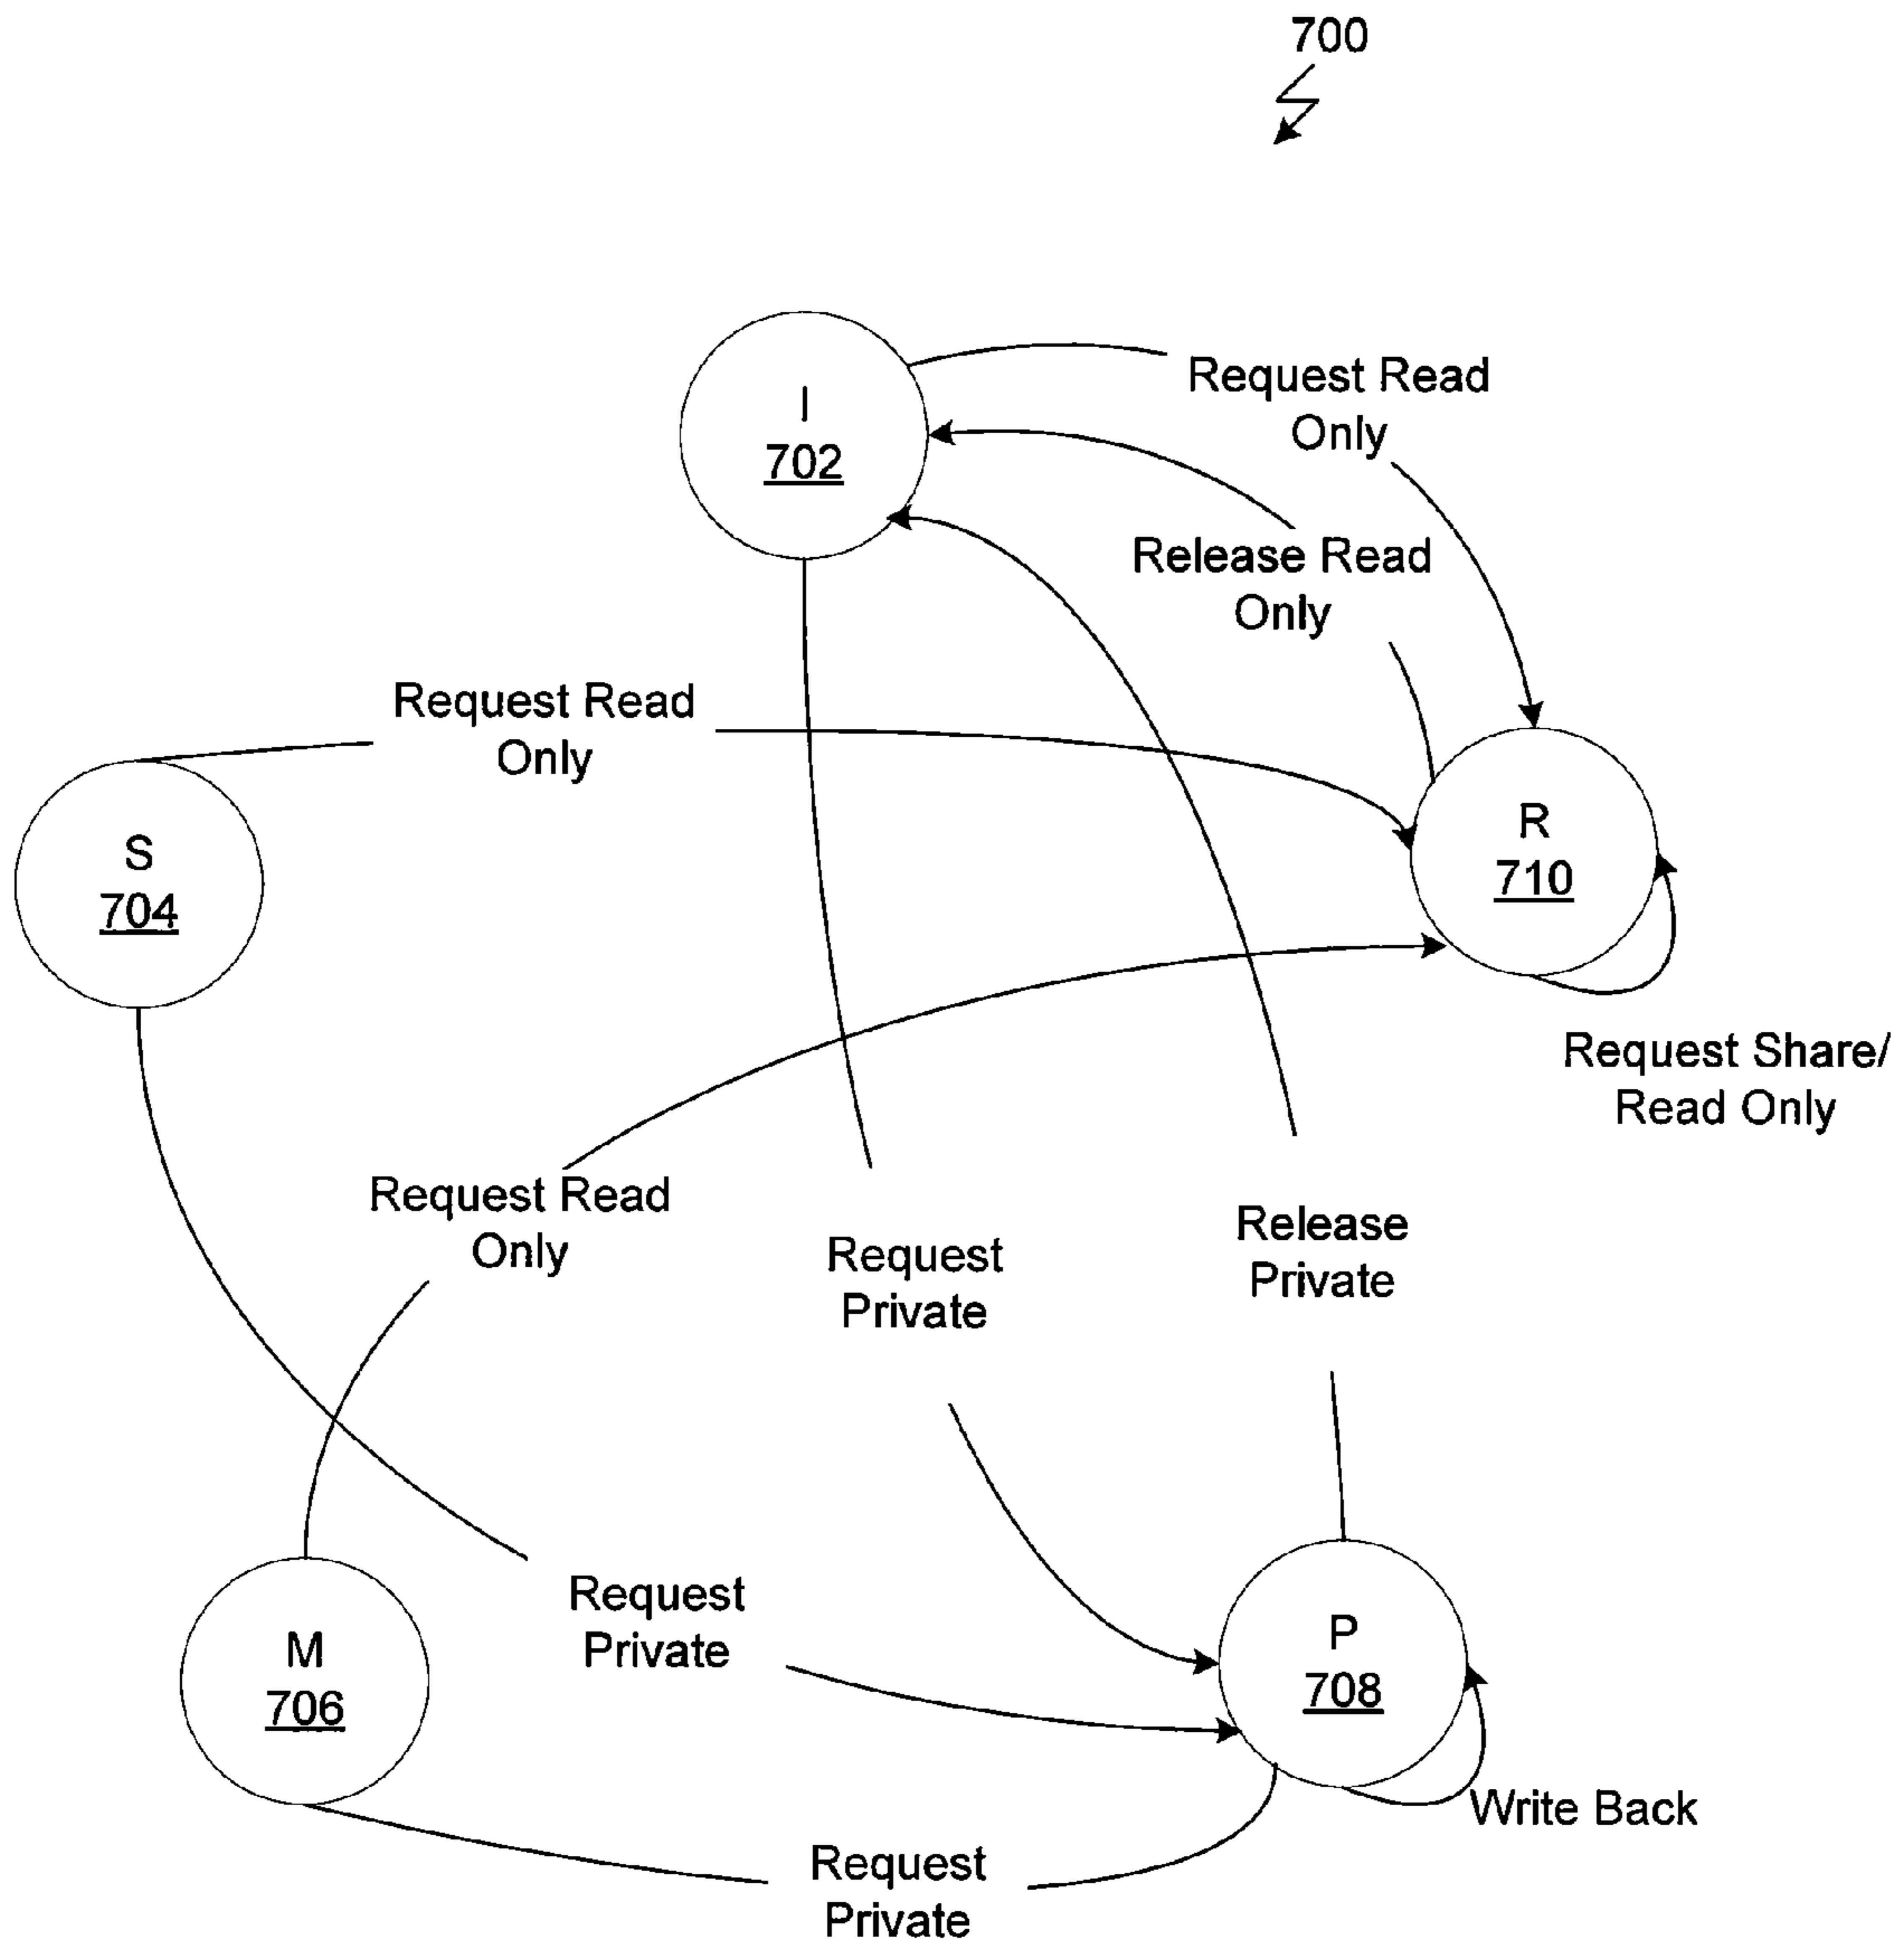 700
I
702
Request Read
Only
Release Read
Only
Request Read
Only
S
704
R
710
Request Share/
Read Only
Request Read
Only
Request
Private
Release
Private
Request
Private
M
706
P
708
Write Back
Request
Private